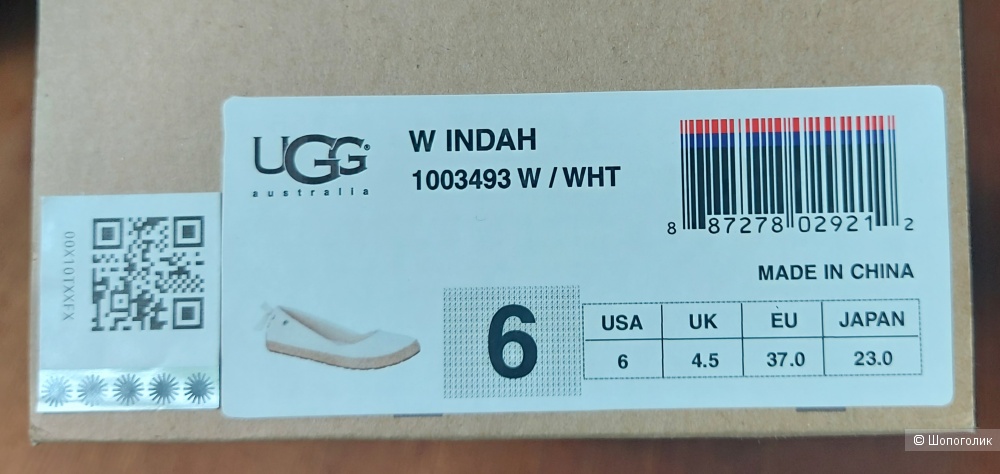 UGG®
australia
W INDAH
1003493 W / WHT
8 87278 02921 2
MADE IN CHINA
00X10TXXFX
6
USA UK EU JAPAN
6 4.5 37.0 23.0
© Шопоголик